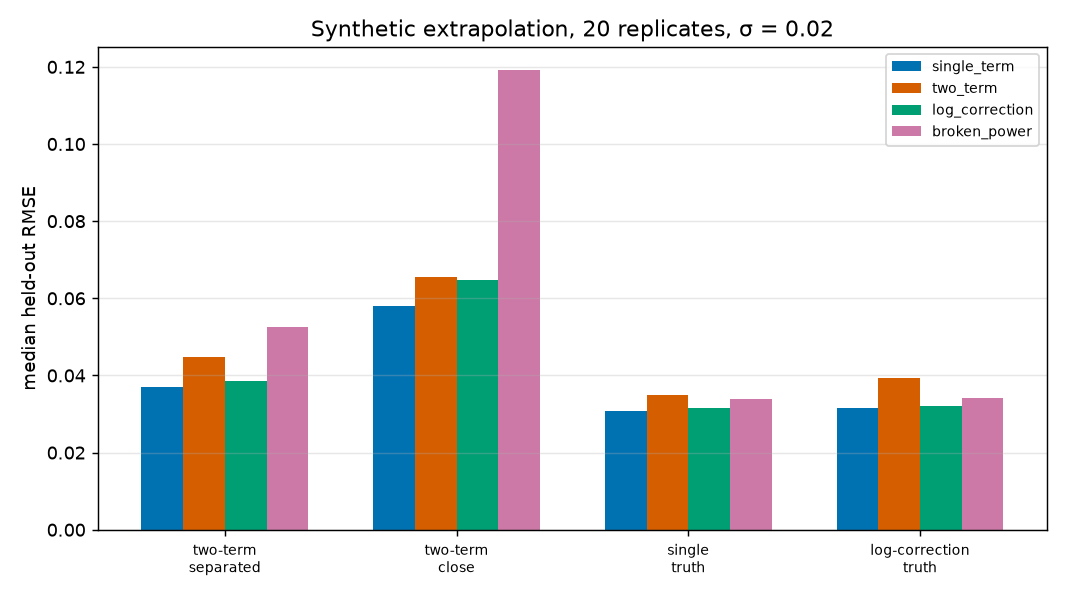 Synthetic extrapolation, 20 replicates, σ = 0.02
median held-out RMSE
0.12
0.10
0.08
0.06
0.04
0.02
0.00
single_term
two_term
log_correction
broken_power
two-term
separated
two-term
close
single
truth
log-correction
truth